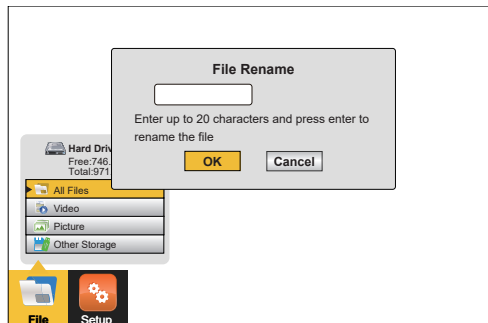 File Rename
Enter up to 20 characters and press enter to
rename the file
OK
Cancel
Hard Driv
Free:746.
Total:971
All Files
Video
Picture
Other Storage
File
Setup